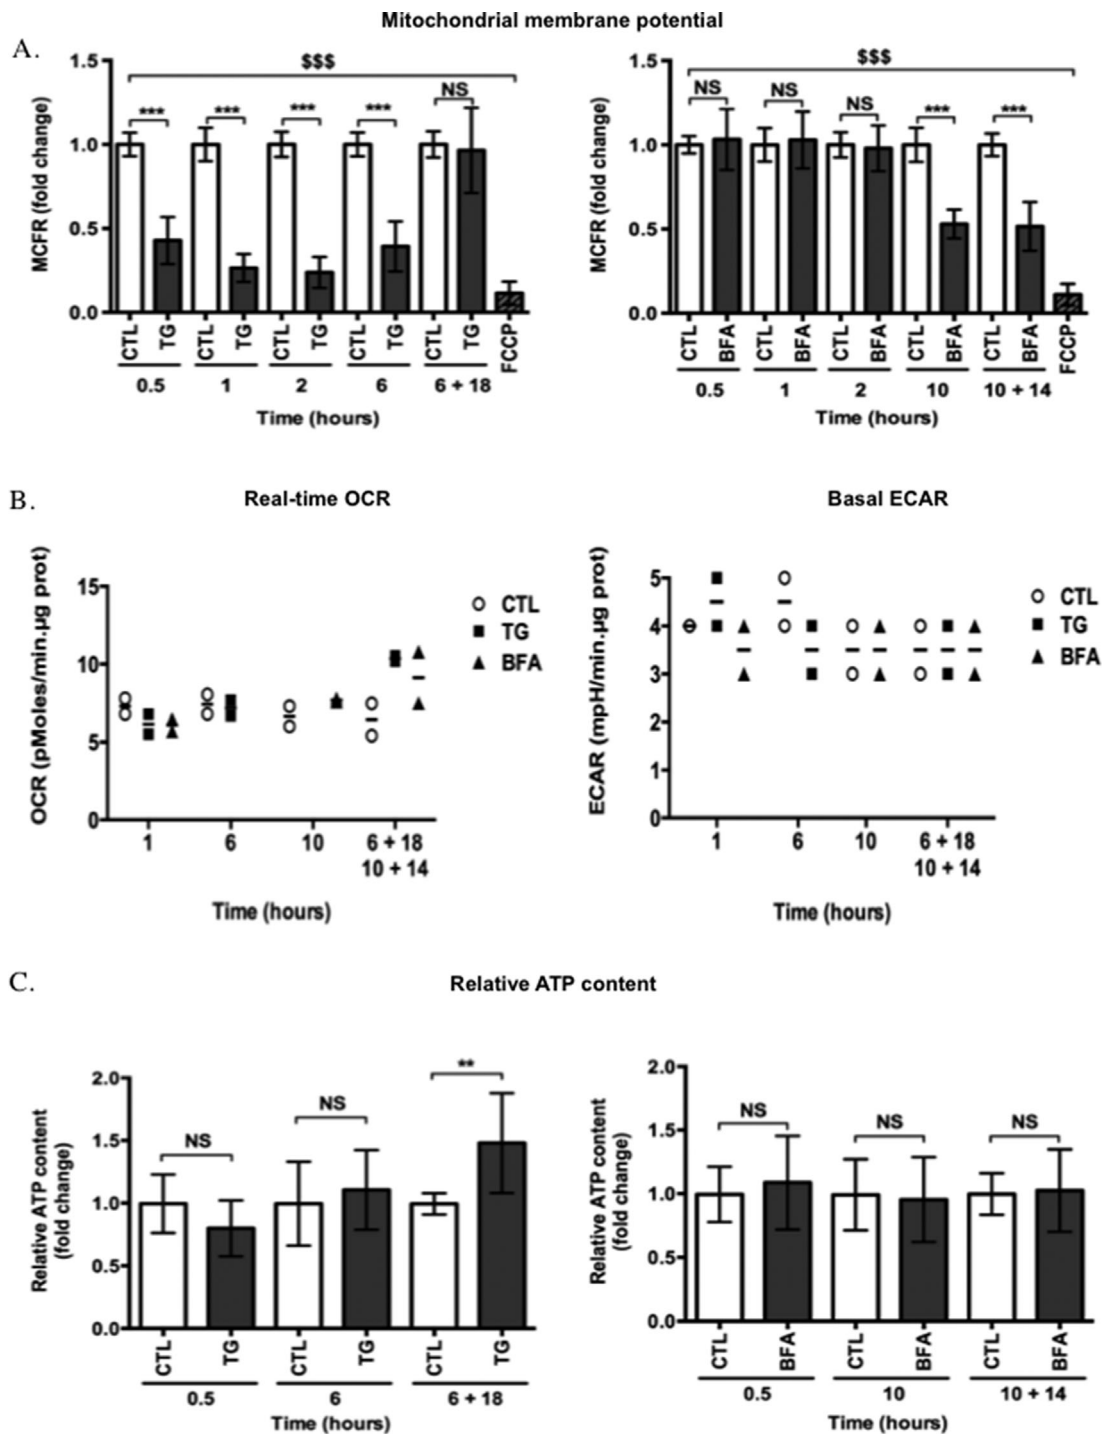 Mitochondrial membrane potential
A.
$$$
*** *** *** *** NS
MCFR (fold change)
1.5
1.0
0.5
0.0
CTL TG CTL TG CTL TG CTL TG CTL TG FCCP
0.5 1 2 6 6 + 18
Time (hours)
$$$
NS NS NS *** ***
MCFR (fold change)
1.5
1.0
0.5
0.0
CTL BFA CTL BFA CTL BFA CTL BFA CTL BFA FCCP
0.5 1 2 10 10 + 14
Time (hours)
B.
Real-time OCR
OCR (pMoles/min.µg prot)
15
10
5
0
CTL
TG
BFA
1 6 10 6 + 18
10 + 14
Time (hours)
Basal ECAR
ECAR (mpH/min.µg prot)
5
4
3
2
1
0
CTL
TG
BFA
1 6 10 6 + 18
10 + 14
Time (hours)
C.
Relative ATP content
Relative ATP content
(fold change)
2.0
1.5
1.0
0.5
0.0
NS NS **
CTL TG CTL TG CTL TG
0.5 6 6 + 18
Time (hours)
Relative ATP content
(fold change)
2.0
1.5
1.0
0.5
0.0
NS NS NS
CTL BFA CTL BFA CTL BFA
0.5 10 10 + 14
Time (hours)